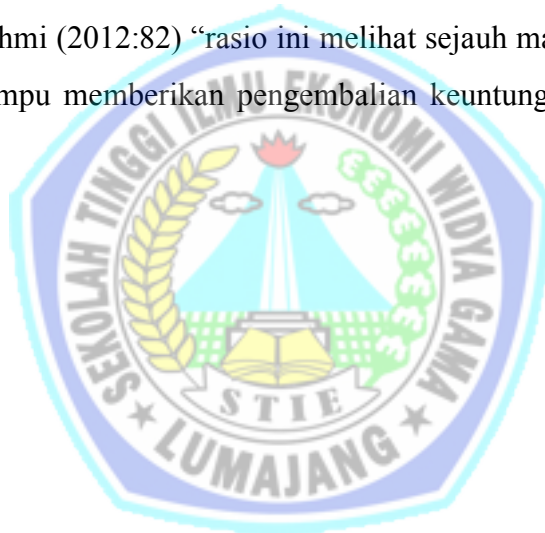 hmi (2012:82) “rasio ini melihat sejauh ma
mpu memberikan pengembalian keuntung
SEKOLAH TINGGI ILMU EKONOMI WIDYA GAMA
STIE
LUMAJANG